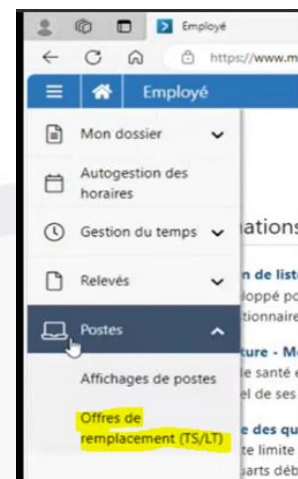 Employé
https://www.m
Employé
Mon dossier
Autogestion des
horaires
Gestion du temps
ations
Relevés
n de list
loppé po
tionnaire
Postes
ture - M
le santé e
el de ses
Affichages de postes
Offres de
remplacement (TS/LT)
e des qu
te limite
uarts déb